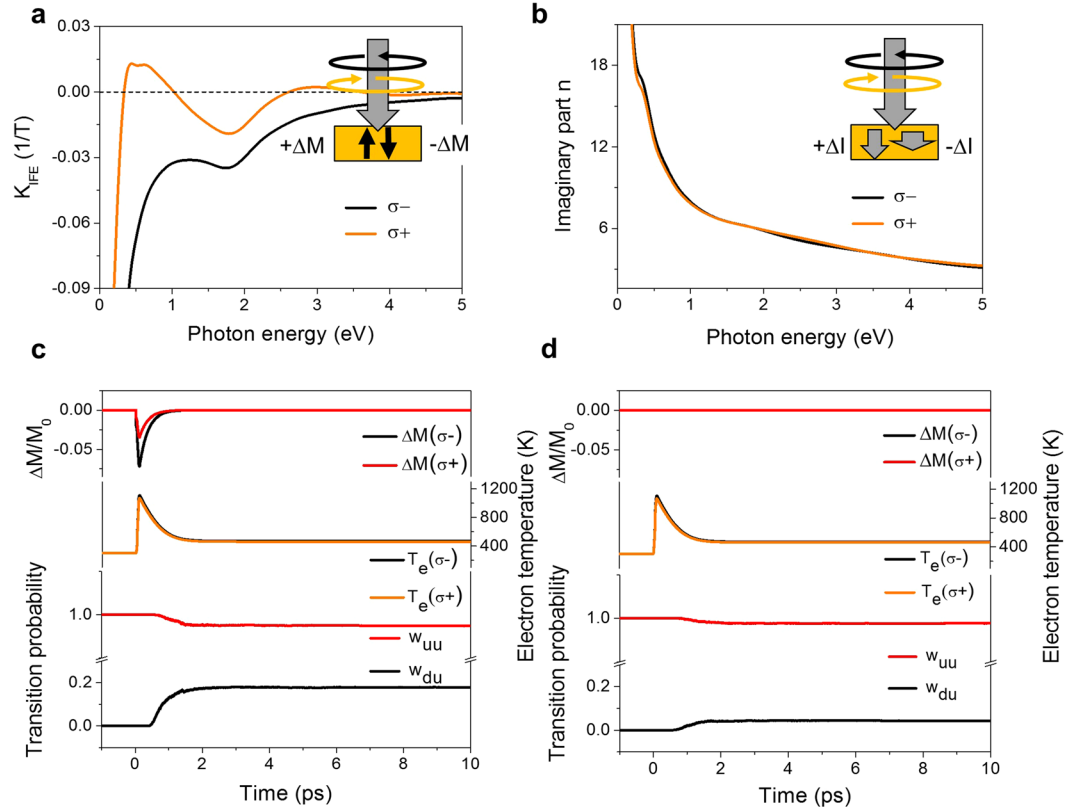 a
0.03
0.00
-0.03
-0.06
-0.09
K_IFE (1/T)
+ΔM
-ΔM
σ−
σ+
0 1 2 3 4 5
Photon energy (eV)
b
18
12
6
Imaginary part n
+ΔI
-ΔI
σ−
σ+
0 1 2 3 4 5
Photon energy (eV)
c
0.00
-0.05
ΔM/M_0
ΔM(σ-)
ΔM(σ+)
1200
800
400
Electron temperature (K)
T_e(σ-)
T_e(σ+)
1.0
w_uu
w_du
0.2
0.0
Transition probability
0 2 4 6 8 10
Time (ps)
d
0.00
-0.05
ΔM/M_0
ΔM(σ-)
ΔM(σ+)
1200
800
400
Electron temperature (K)
T_e(σ-)
T_e(σ+)
1.0
w_uu
w_du
0.2
0.0
Transition probability
0 2 4 6 8 10
Time (ps)